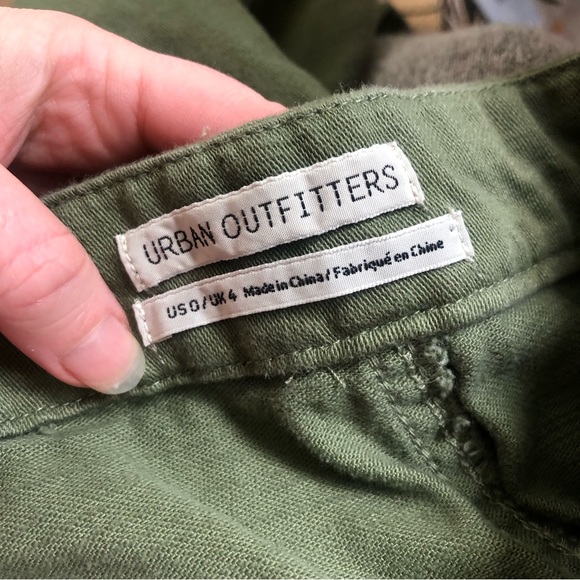 URBAN OUTFITTERS
US 0 / UK 4 Made in China / Fabriqué en Chine